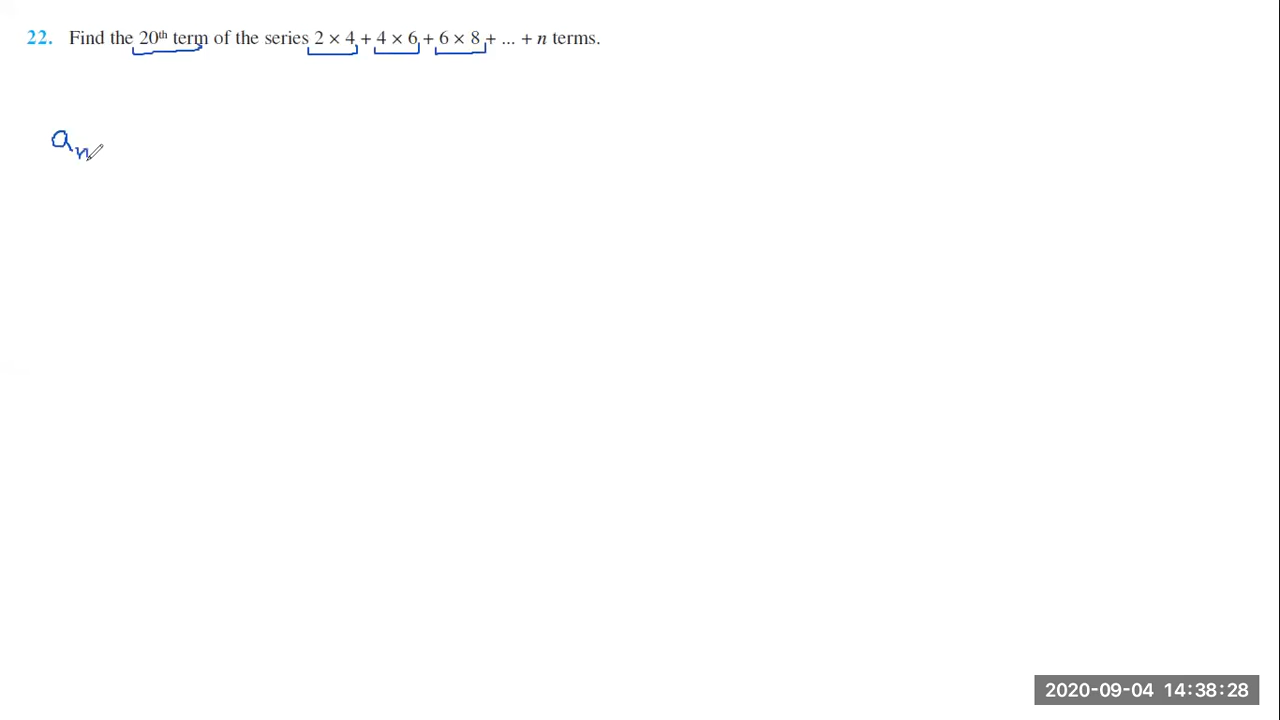 22. Find the 20th term of the series 2 × 4 + 4 × 6 + 6 × 8 + ... + n terms.
an
2020-09-04 14:38:28